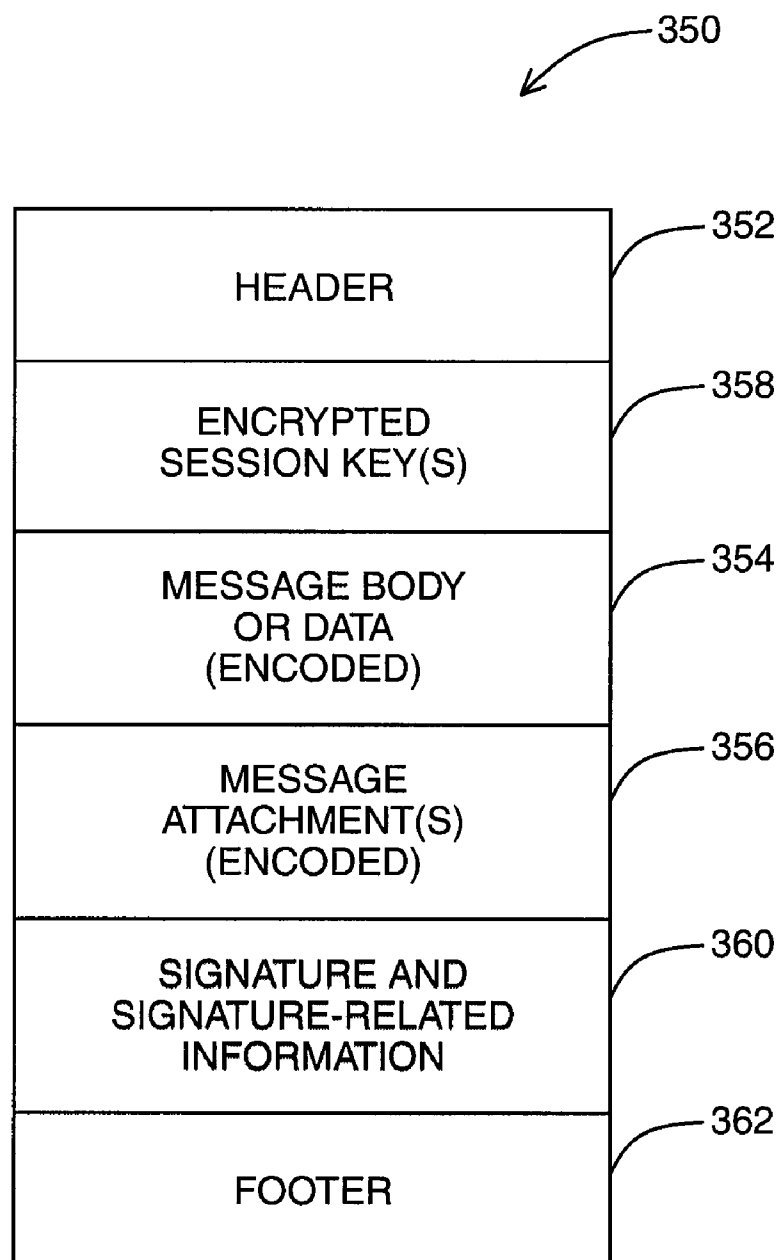 350
352
HEADER
358
ENCRYPTED
SESSION KEY(S)
354
MESSAGE BODY
OR DATA
(ENCODED)
356
MESSAGE
ATTACHMENT(S)
(ENCODED)
360
SIGNATURE AND
SIGNATURE-RELATED
INFORMATION
362
FOOTER